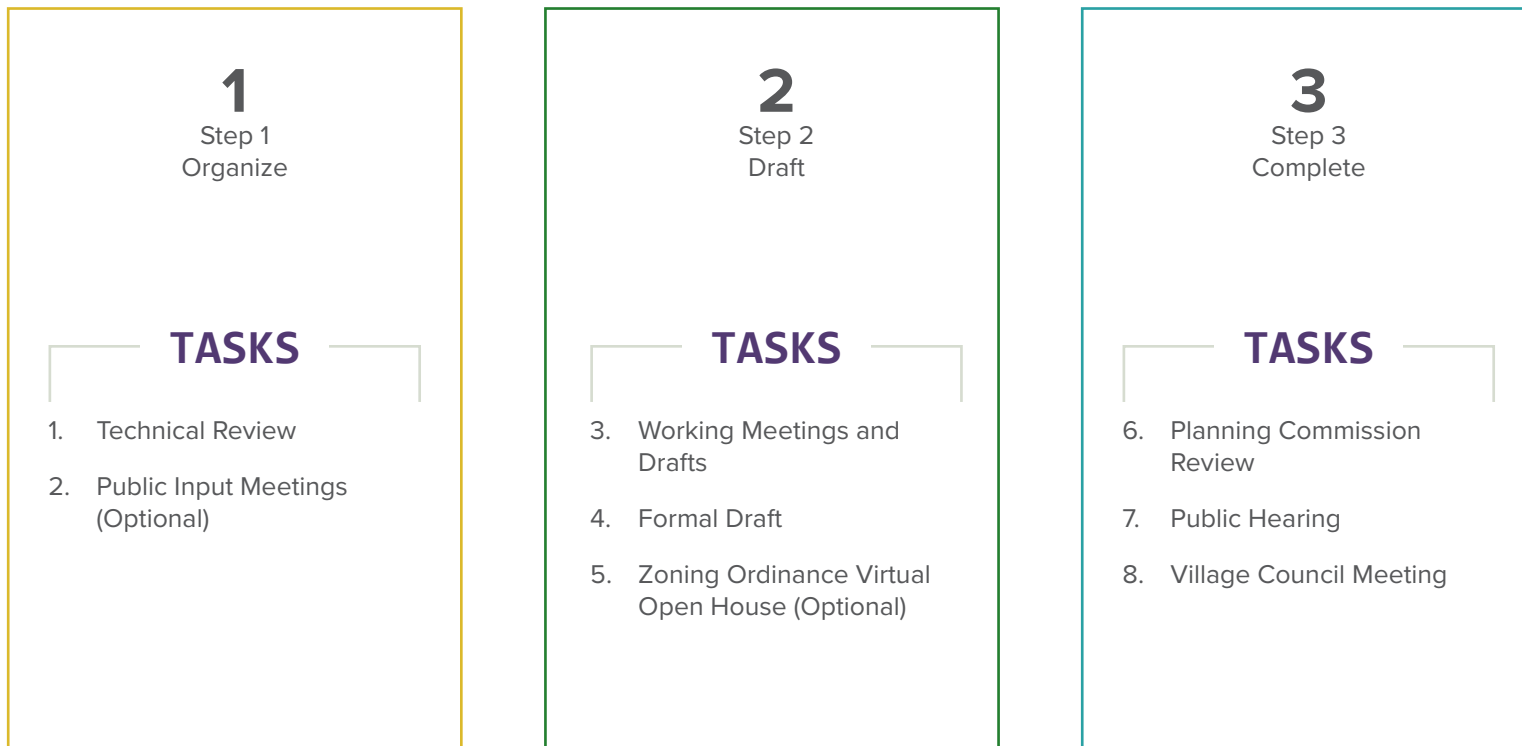 1
Step 1
Organize
TASKS
1. Technical Review
2. Public Input Meetings
(Optional)
2
Step 2
Draft
TASKS
3. Working Meetings and
Drafts
4. Formal Draft
5. Zoning Ordinance Virtual
Open House (Optional)
3
Step 3
Complete
TASKS
6. Planning Commission
Review
7. Public Hearing
8. Village Council Meeting